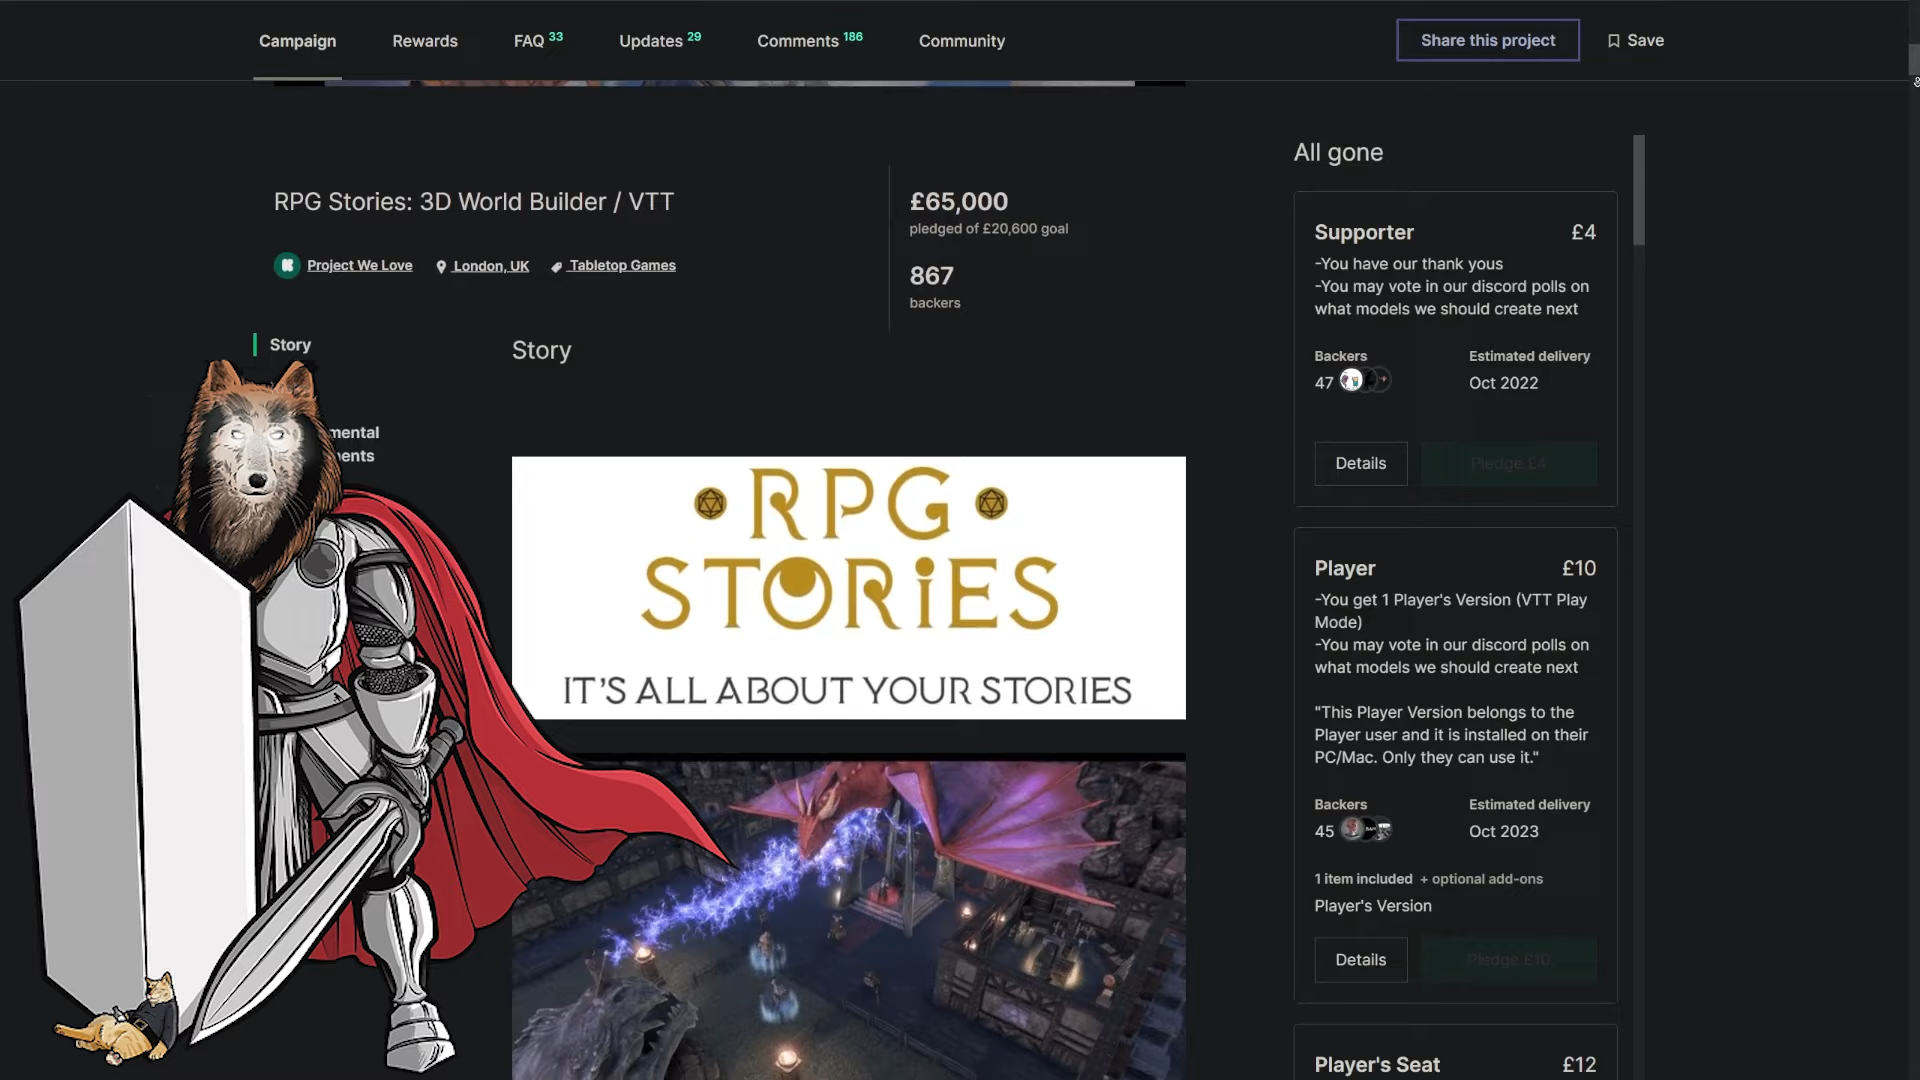 Campaign
Rewards
FAQ 33
Updates 29
Comments 186
Community
Share this project
Save
RPG Stories: 3D World Builder / VTT
Project We Love
London, UK
Tabletop Games
£65,000
pledged of £20,600 goal
867
backers
Story
Story
RPG
STORiES
IT'S ALL ABOUT YOUR STORIES
All gone
Supporter
£4
-You have our thank yous
-You may vote in our discord polls on
what models we should create next
Backers
Estimated delivery
47
Oct 2022
Details
Pledge £4
Player
£10
-You get 1 Player's Version (VTT Play
Mode)
-You may vote in our discord polls on
what models we should create next
"This Player Version belongs to the
Player user and it is installed on their
PC/Mac. Only they can use it."
Backers
Estimated delivery
45
Oct 2023
1 item included + optional add-ons
Player's Version
Details
Pledge £10
Player's Seat
£12